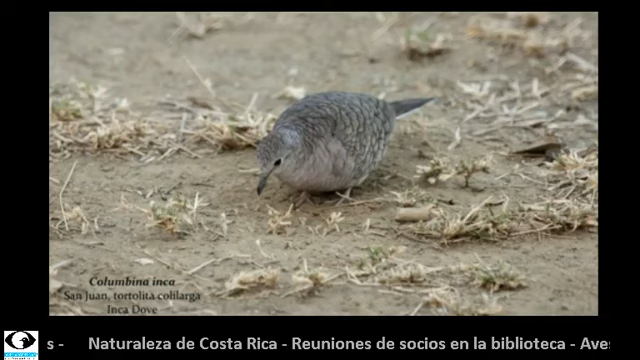 Columbina inca
San Juan, tortolita colilarga
Inca Dove
s -      Naturaleza de Costa Rica - Reuniones de socios en la biblioteca - Aves